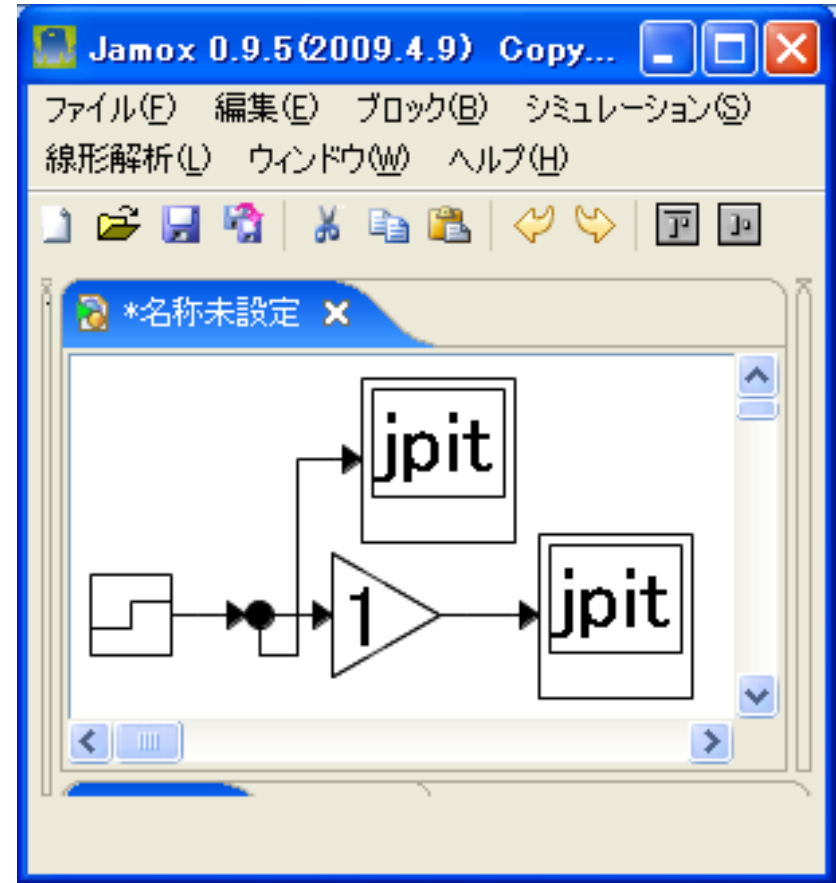 Jamox 0.9.5(2009.4.9) Copy...
ファイル(F) 編集(E) ブロック(B) シミュレーション(S)
線形解析(L) ウィンドウ(W) ヘルプ(H)
*名称未設定
jpit
1
jpit